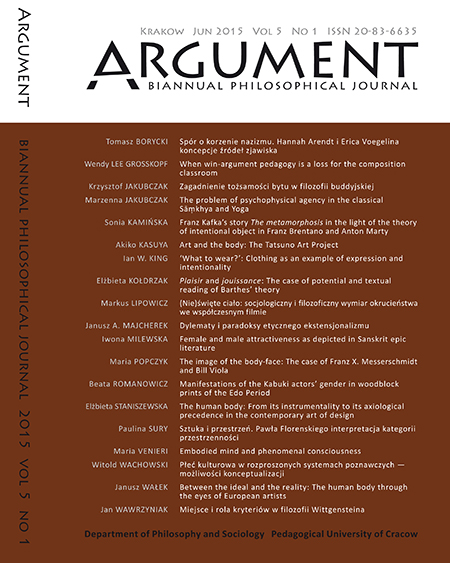 ARGUMENT
BIANNUAL PHILOSOPHICAL JOURNAL 2015 VOL 5 NO 1
KRAKOW JUN 2015 VOL 5 NO 1 ISSN 20-83-6635
ARGUMENT
BIANNUAL PHILOSOPHICAL JOURNAL
Tomasz BORYCKI Spór o korzenie nazizmu. Hannah Arendt i Erica Voegelina
koncepcje źródeł zjawiska
Wendy LEE GROSSKOPF When win-argument pedagogy is a loss for the composition
classroom
Krzysztof JAKUBCZAK Zagadnienie tożsamości bytu w filozofii buddyjskiej
Marzenna JAKUBCZAK The problem of psychophysical agency in the classical
Sāṃkhya and Yoga
Sonia KAMIŃSKA Franz Kafka's story The metamorphosis in the light of the theory
of intentional object in Franz Brentano and Anton Marty
Akiko KASUYA Art and the body: The Tatsuno Art Project
Ian W. KING ‘What to wear?’: Clothing as an example of expression and
intentionality
Elżbieta KOŁDRZAK Plaisir and jouissance: The case of potential and textual
reading of Barthes’ theory
Markus LIPOWICZ (Nie)święte ciało: socjologiczny i filozoficzny wymiar okrucieństwa
we współczesnym filmie
Janusz A. MAJCHEREK Dylematy i paradoksy etycznego ekstensjonalizmu
Iwona MILEWSKA Female and male attractiveness as depicted in Sanskrit epic
literature
Maria POPCZYK The image of the body-face: The case of Franz X. Messerschmidt
and Bill Viola
Beata ROMANOWICZ Manifestations of the Kabuki actors’ gender in woodblock
prints of the Edo Period
Elżbieta STANISZEWSKA The human body: From its instrumentality to its axiological
precedence in the contemporary art of design
Paulina SURY Sztuka i przestrzeń. Pawła Florenskiego interpretacja kategorii
przestrzenności
Maria VENIERI Embodied mind and phenomenal consciousness
Witold WACHOWSKI Płeć kulturowa w rozproszonych systemach poznawczych —
możliwości konceptualizacji
Janusz WAŁEK Between the ideal and the reality: The human body through
the eyes of European artists
Jan WAWRZYNIAK Miejsce i rola kryteriów w filozofii Wittgensteina
Department of Philosophy and Sociology Pedagogical University of Cracow